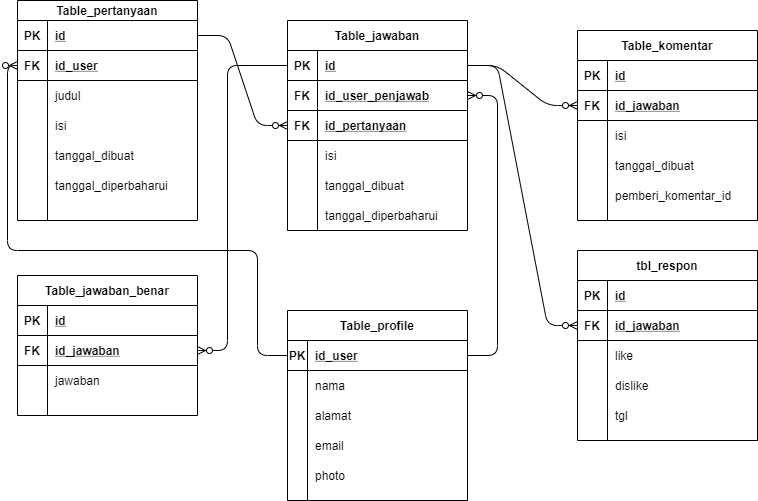 Table_pertanyaan
PK id
FK id_user
judul
isi
tanggal_dibuat
tanggal_diperbaharui
Table_jawaban
PK id
FK id_user_penjawab
FK id_pertanyaan
isi
tanggal_dibuat
tanggal_diperbaharui
Table_komentar
PK id
FK id_jawaban
isi
tanggal_dibuat
pemberi_komentar_id
Table_jawaban_benar
PK id
FK id_jawaban
jawaban
Table_profile
PK id_user
nama
alamat
email
photo
tbl_respon
PK id
FK id_jawaban
like
dislike
tgl